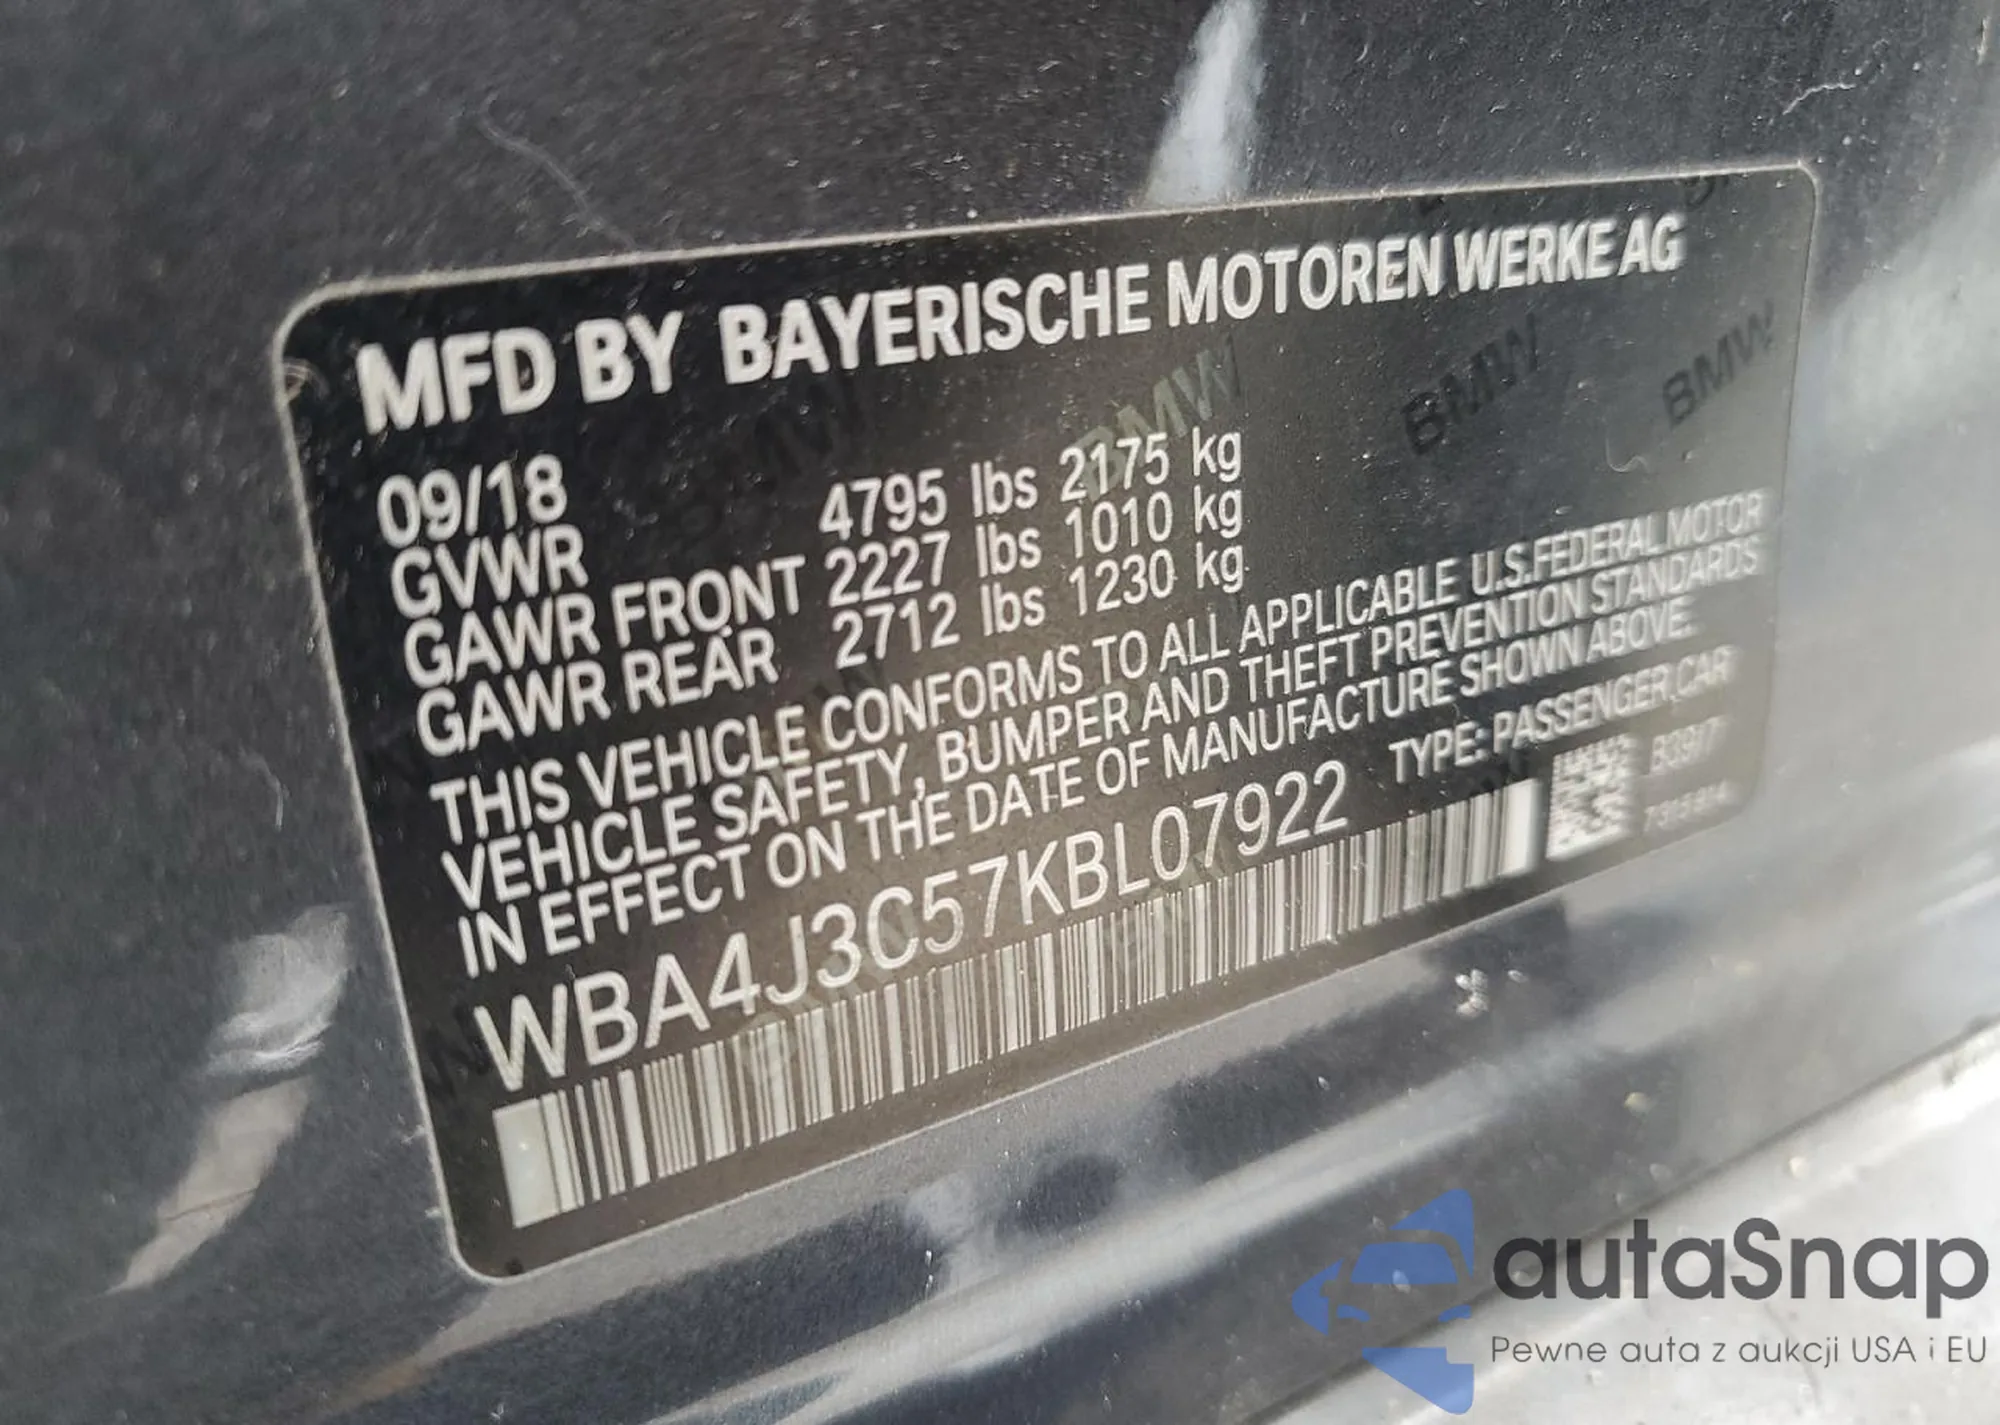 MFD BY BAYERISCHE MOTOREN WERKE AG
09/18
GVWR 4795 lbs 2175 kg
GAWR FRONT 2227 lbs 1010 kg
GAWR REAR 2712 lbs 1230 kg
THIS VEHICLE CONFORMS TO ALL APPLICABLE U.S.FEDERAL MOTOR
VEHICLE SAFETY, BUMPER AND THEFT PREVENTION STANDARDS
IN EFFECT ON THE DATE OF MANUFACTURE SHOWN ABOVE.
WBA4J3C57KBL07922 TYPE: PASSENGER CAR
BMW BMW BMW
autaSnap
Pewne auta z aukcji USA i EU